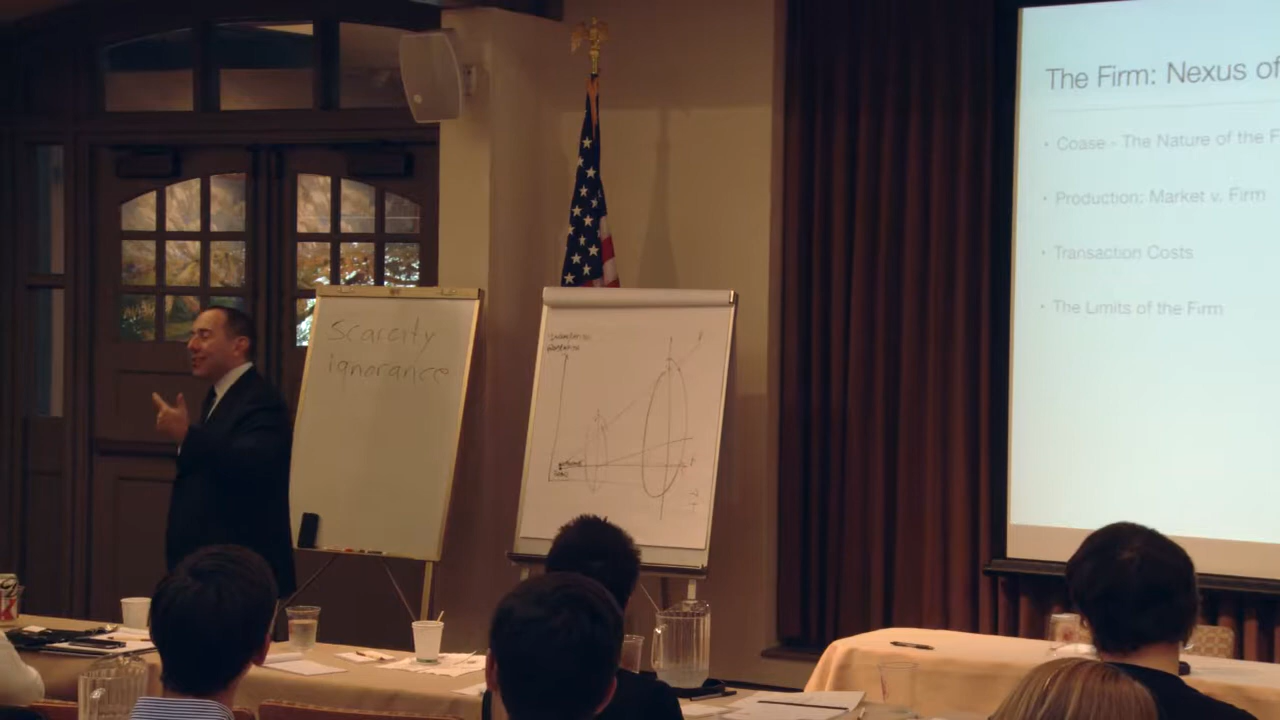 scarcity
ignorance
The Firm: Nexus of
• Coase - The Nature of the F
• Production: Market v. Firm
• Transaction Costs
• The Limits of the Firm